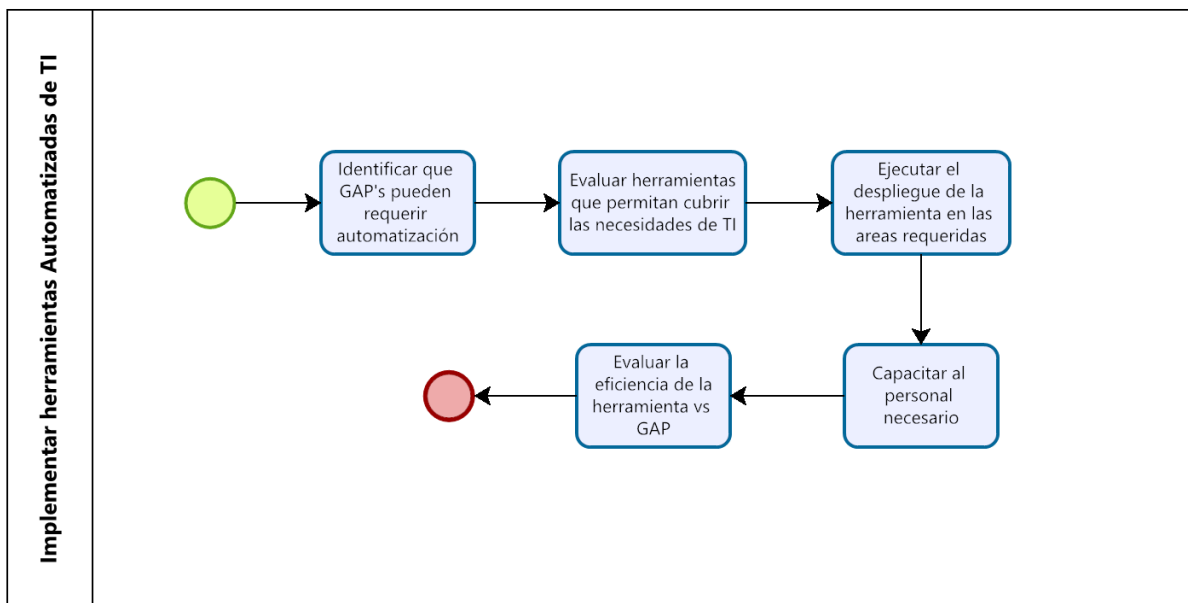 Implementar herramientas Automatizadas de TI
Identificar que
GAP's pueden
requerir
automatización
Evaluar herramientas
que permitan cubrir
las necesidades de TI
Ejecutar el
despliegue de la
herramienta en las
areas requeridas
Capacitar al
personal
necesario
Evaluar la
eficiencia de la
herramienta vs
GAP